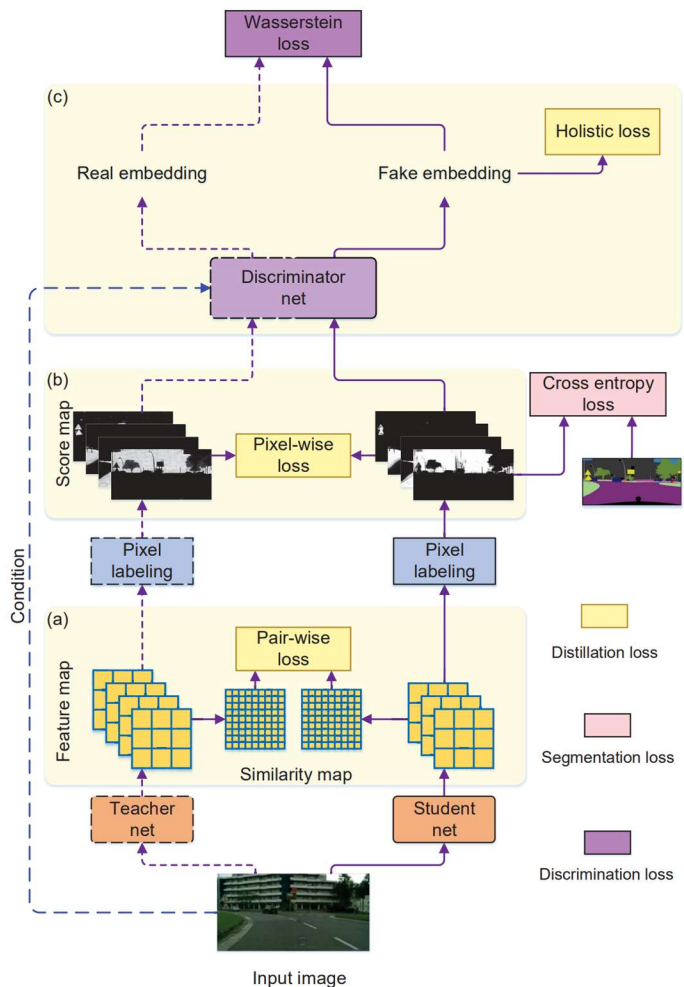 Wasserstein
loss
(c)
Holistic loss
Real embedding
Fake embedding
Discriminator
net
(b)
Score map
Pixel-wise
loss
Cross entropy
loss
Pixel
labeling
Pixel
labeling
Condition
(a)
Feature map
Pair-wise
loss
Similarity map
Distillation loss
Segmentation loss
Discrimination loss
Teacher
net
Student
net
Input image